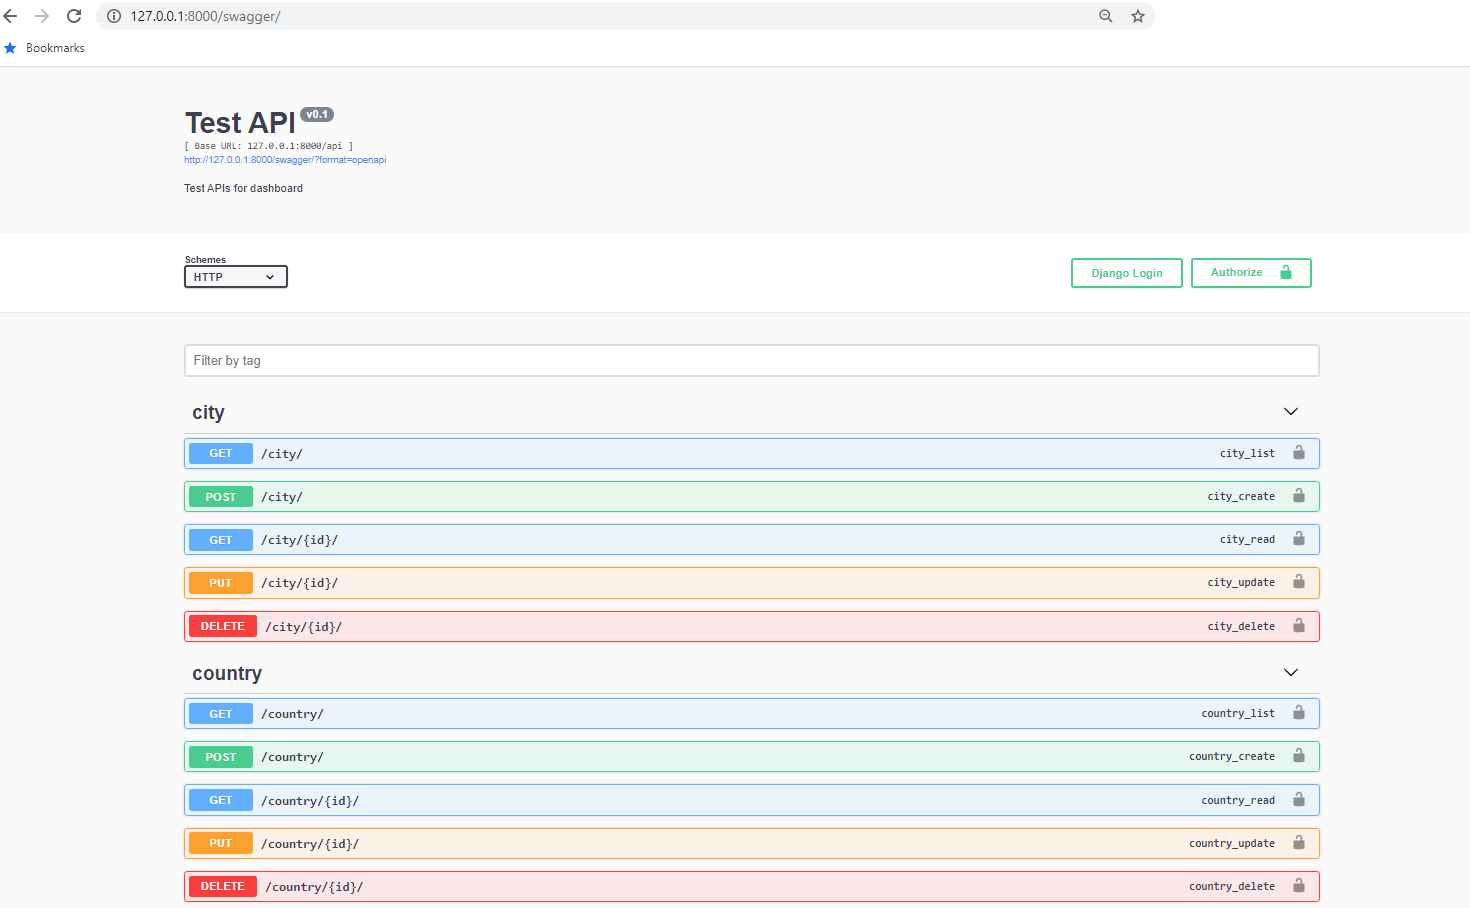 127.0.0.1:8000/swagger/
Bookmarks
Test API v0.1
[ Base URL: 127.0.0.1:8000/api ]
http://127.0.0.1:8000/swagger/?format=openapi
Test APIs for dashboard
Schemes
HTTP
Django Login
Authorize
Filter by tag
city
GET /city/ city_list
POST /city/ city_create
GET /city/{id}/ city_read
PUT /city/{id}/ city_update
DELETE /city/{id}/ city_delete
country
GET /country/ country_list
POST /country/ country_create
GET /country/{id}/ country_read
PUT /country/{id}/ country_update
DELETE /country/{id}/ country_delete